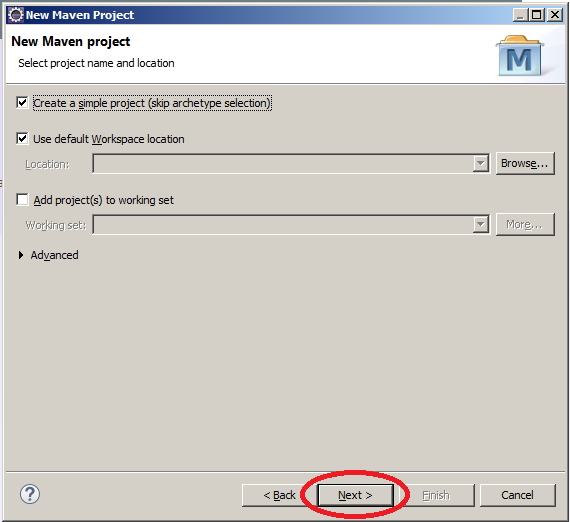 New Maven Project
New Maven project
Select project name and location
M
Create a simple project (skip archetype selection)
Use default Workspace location
Location:
Browse...
Add project(s) to working set
Working set:
More...
Advanced
?
< Back
Next >
Finish
Cancel